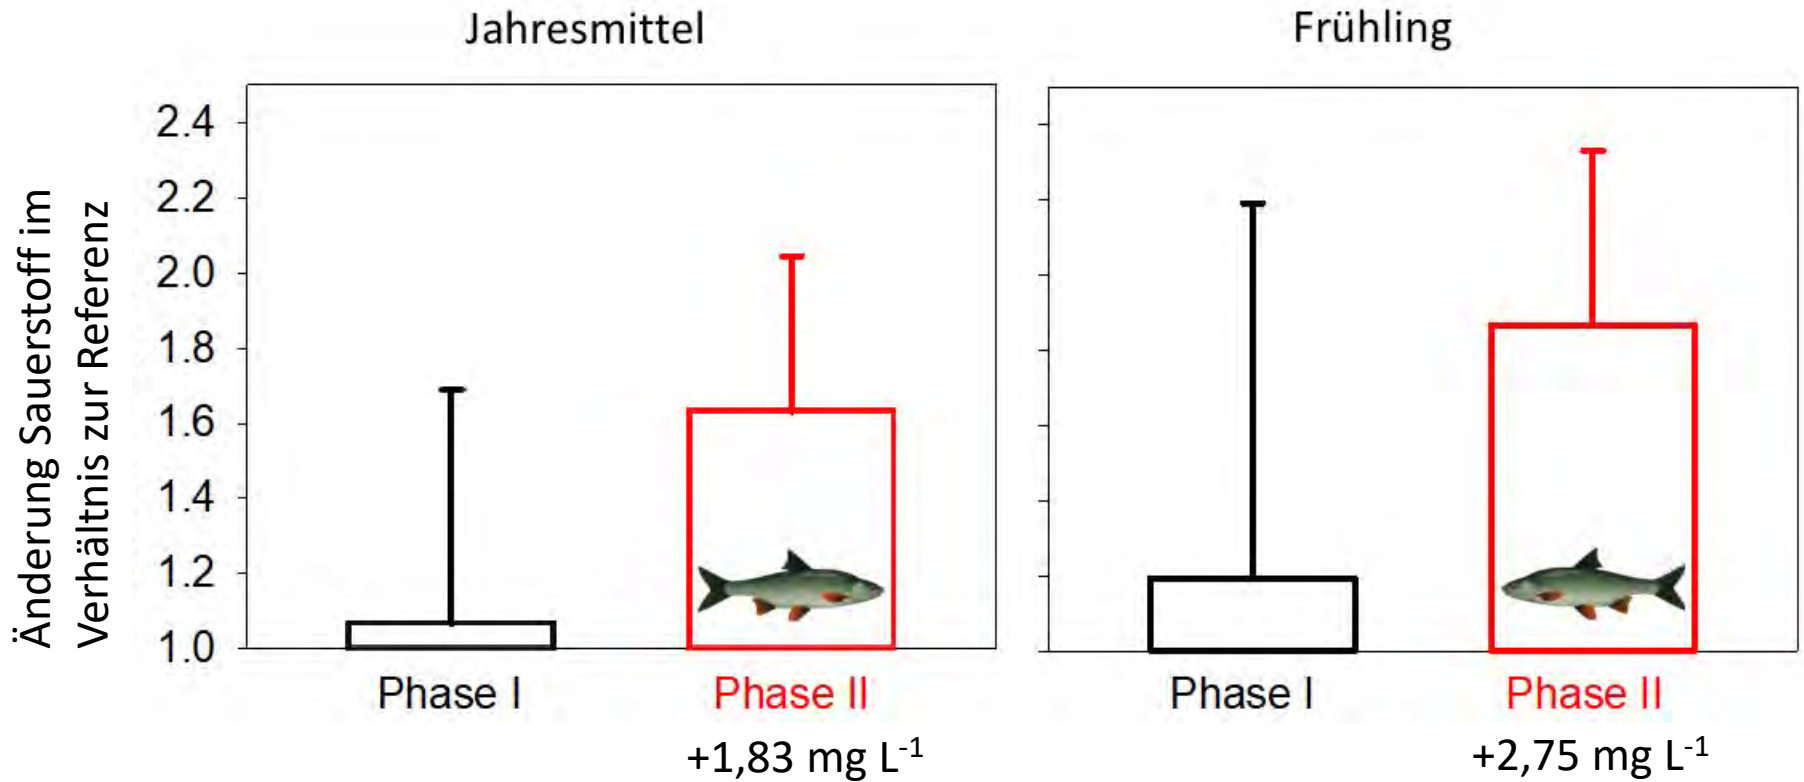 Jahresmittel
Frühling
Änderung Sauerstoff im
Verhältnis zur Referenz
2.4
2.2
2.0
1.8
1.6
1.4
1.2
1.0
Phase I
Phase II
Phase I
Phase II
+1,83 mg L⁻¹
+2,75 mg L⁻¹